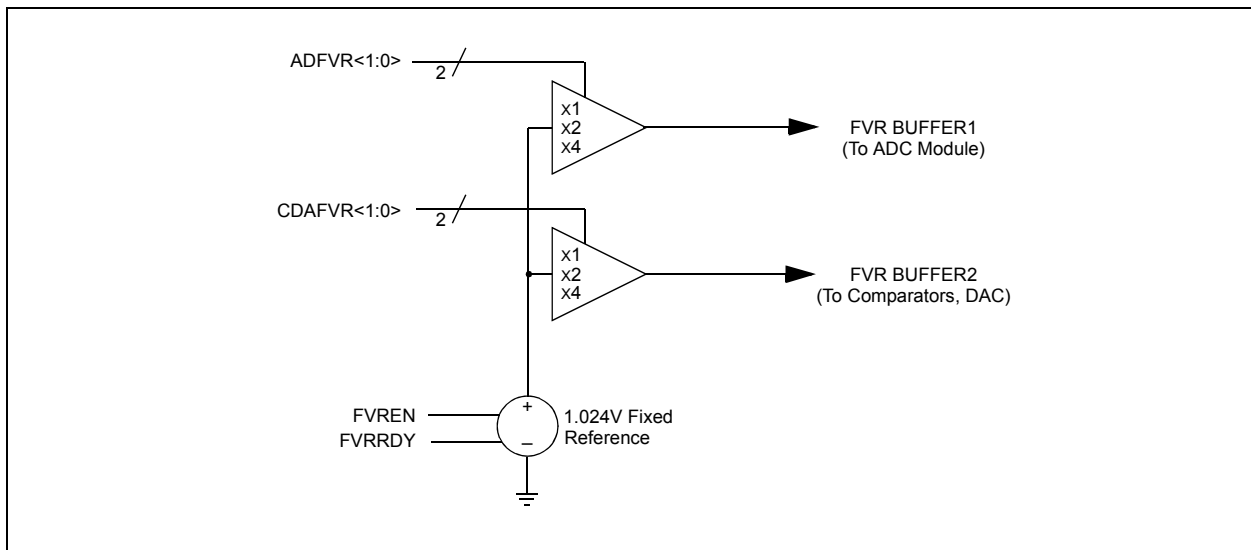 ADFVR<1:0>
2
X1
X2
X4
FVR BUFFER1
(To ADC Module)
CDAFVR<1:0>
2
X1
X2
X4
FVR BUFFER2
(To Comparators, DAC)
FVREN
FVRRDY
+
_
1.024V Fixed
Reference